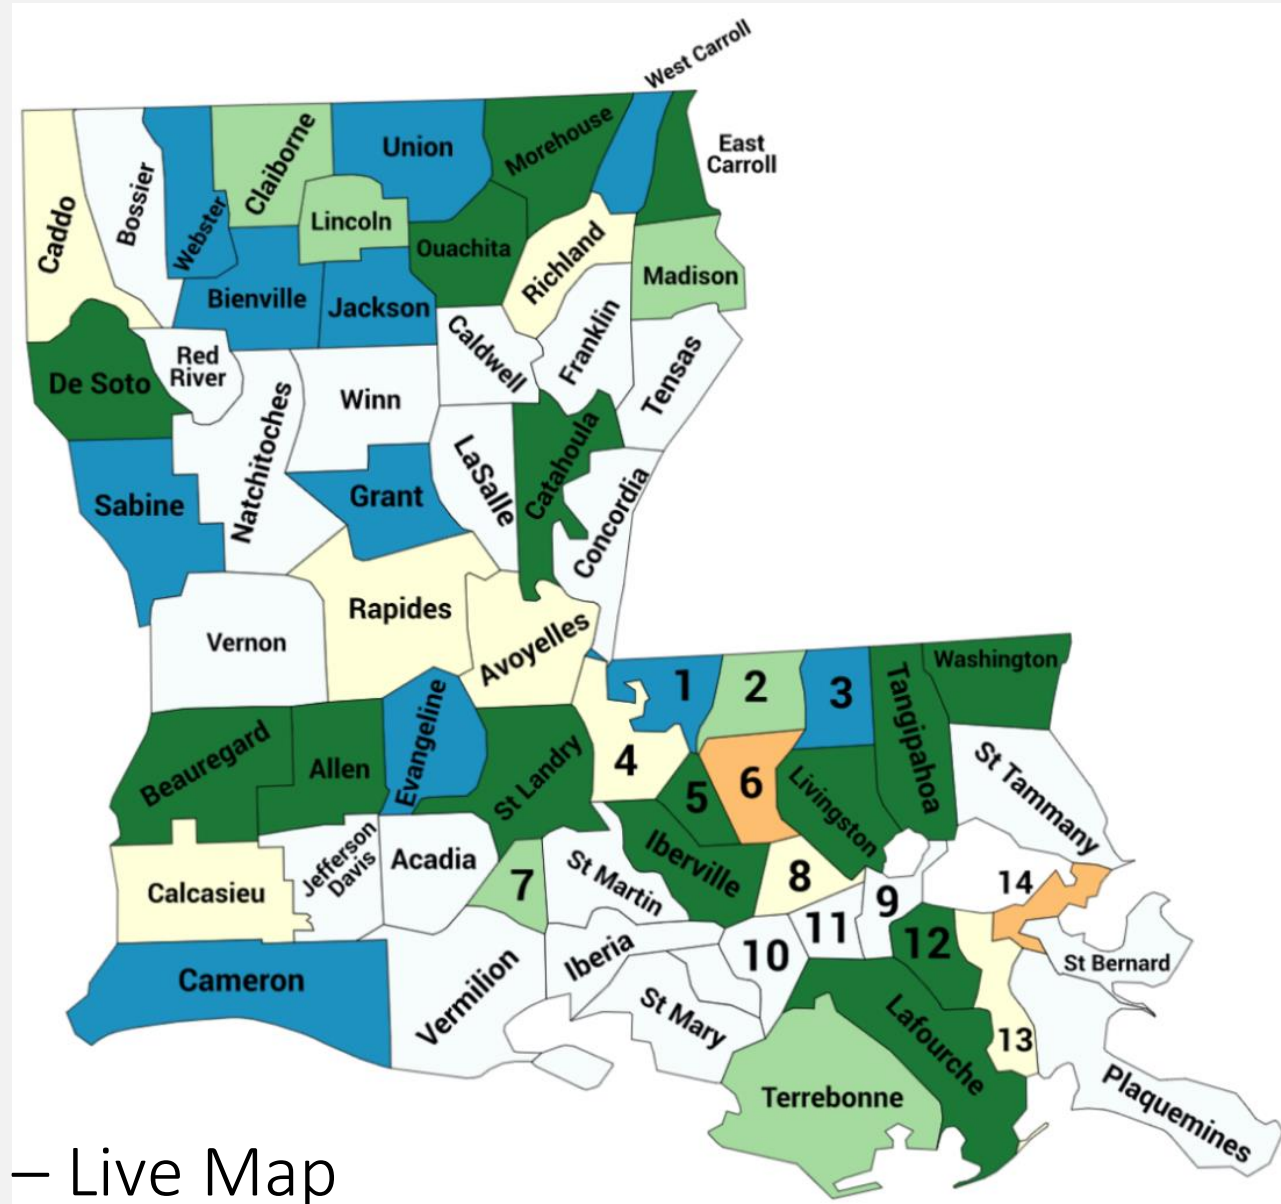 West Carroll
East
Carroll
Morehouse
Union
Claiborne
Webster
Bossier
Caddo
Lincoln
Ouachita
Richland
Madison
Bienville
Jackson
Caldwell
Franklin
Tensas
De Soto
Red
River
Natchitoches
Winn
LaSalle
Catahoula
Concordia
Sabine
Grant
Rapides
Avoyelles
Vernon
Washington
Tangipahoa
1
2
3
4
5
6
Evangeline
Beauregard
Allen
St Landry
Livingston
St Tammany
Calcasieu
Jefferson
Davis
Acadia
7
St Martin
Iberville
8
9
14
11
12
10
St Bernard
Cameron
Vermilion
Iberia
St Mary
Lafourche
13
Terrebonne
Plaquemines
– Live Map